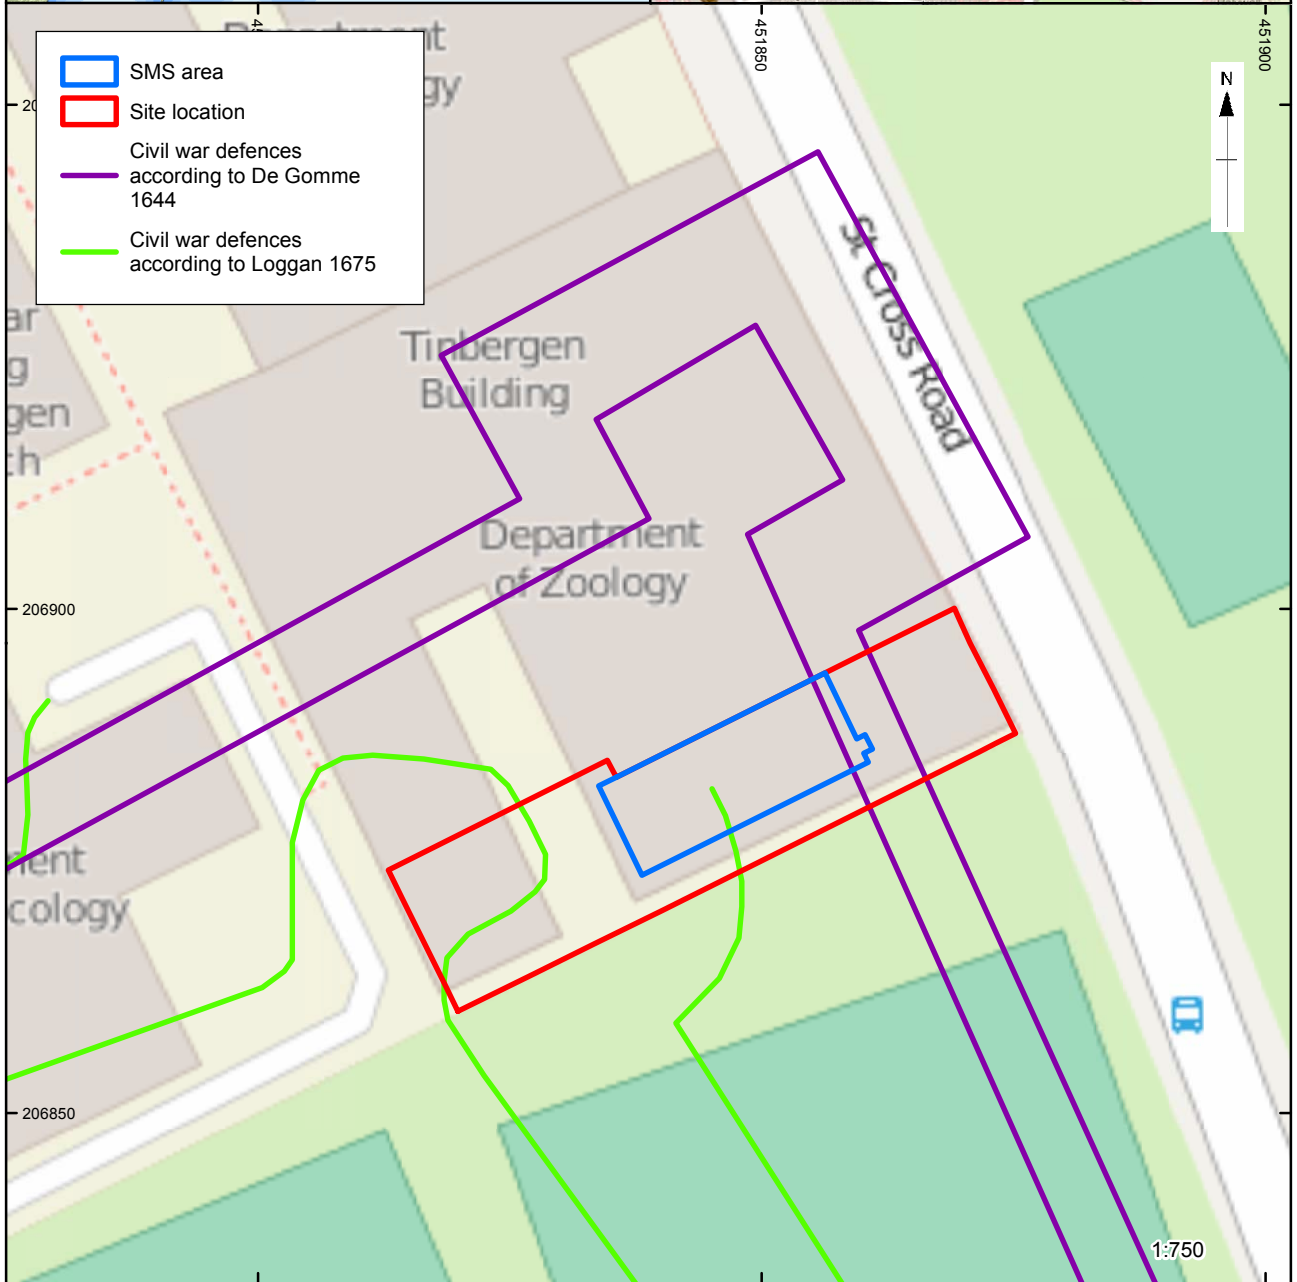 451850
451900
N
SMS area
Site location
Civil war defences
according to De Gomme
1644
Civil war defences
according to Loggan 1675
St Cross Road
Tinbergen
Building
Department
of Zoology
206900
206850
1:750